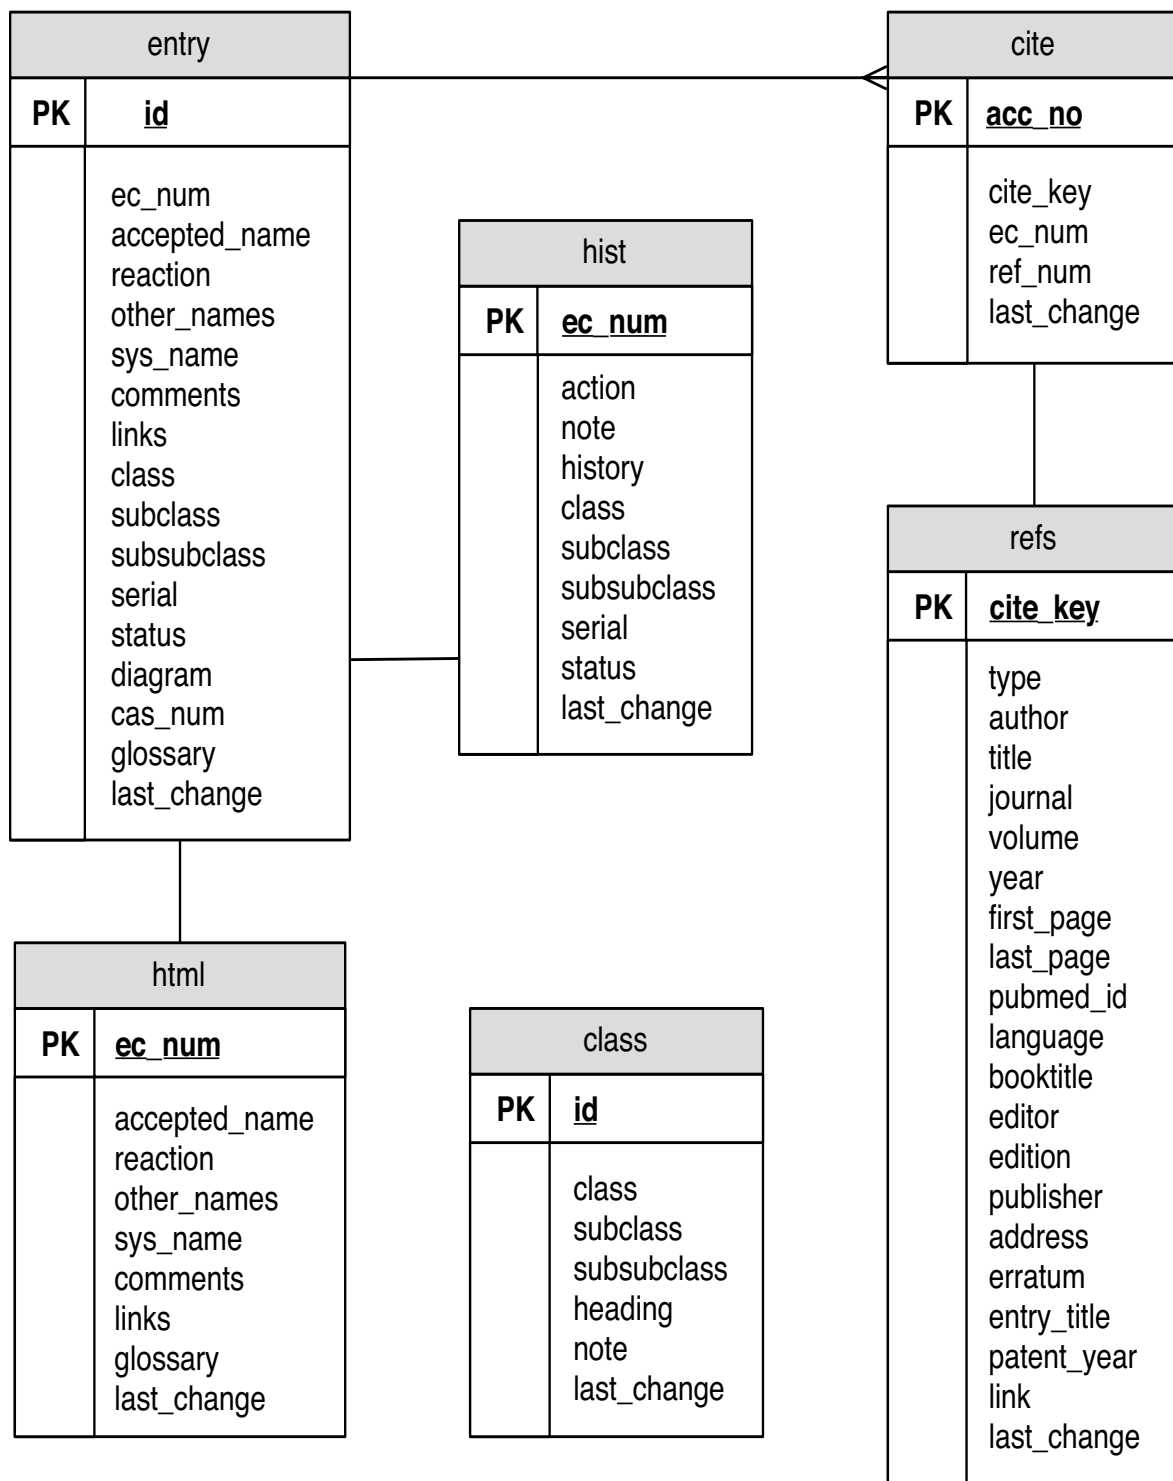 entry
PK id
ec_num
accepted_name
reaction
other_names
sys_name
comments
links
class
subclass
subsubclass
serial
status
diagram
cas_num
glossary
last_change
hist
PK ec_num
action
note
history
class
subclass
subsubclass
serial
status
last_change
cite
PK acc_no
cite_key
ec_num
ref_num
last_change
refs
PK cite_key
type
author
title
journal
volume
year
first_page
last_page
pubmed_id
language
booktitle
editor
edition
publisher
address
erratum
entry_title
patent_year
link
last_change
html
PK ec_num
accepted_name
reaction
other_names
sys_name
comments
links
glossary
last_change
class
PK id
class
subclass
subsubclass
heading
note
last_change